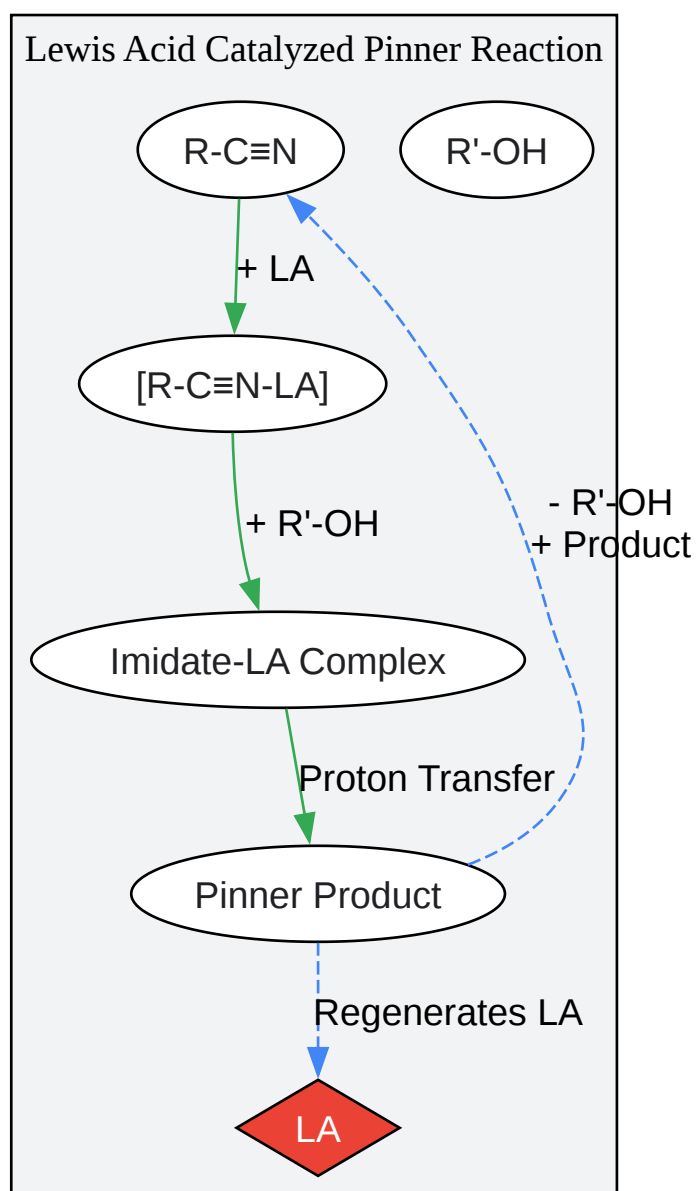 Lewis Acid Catalyzed Pinner Reaction
R-C≡N
R'-OH
+ LA
[R-C≡N-LA]
- R'-OH
+ Product
+ R'-OH
Imidate-LA Complex
Proton Transfer
Pinner Product
Regenerates LA
LA